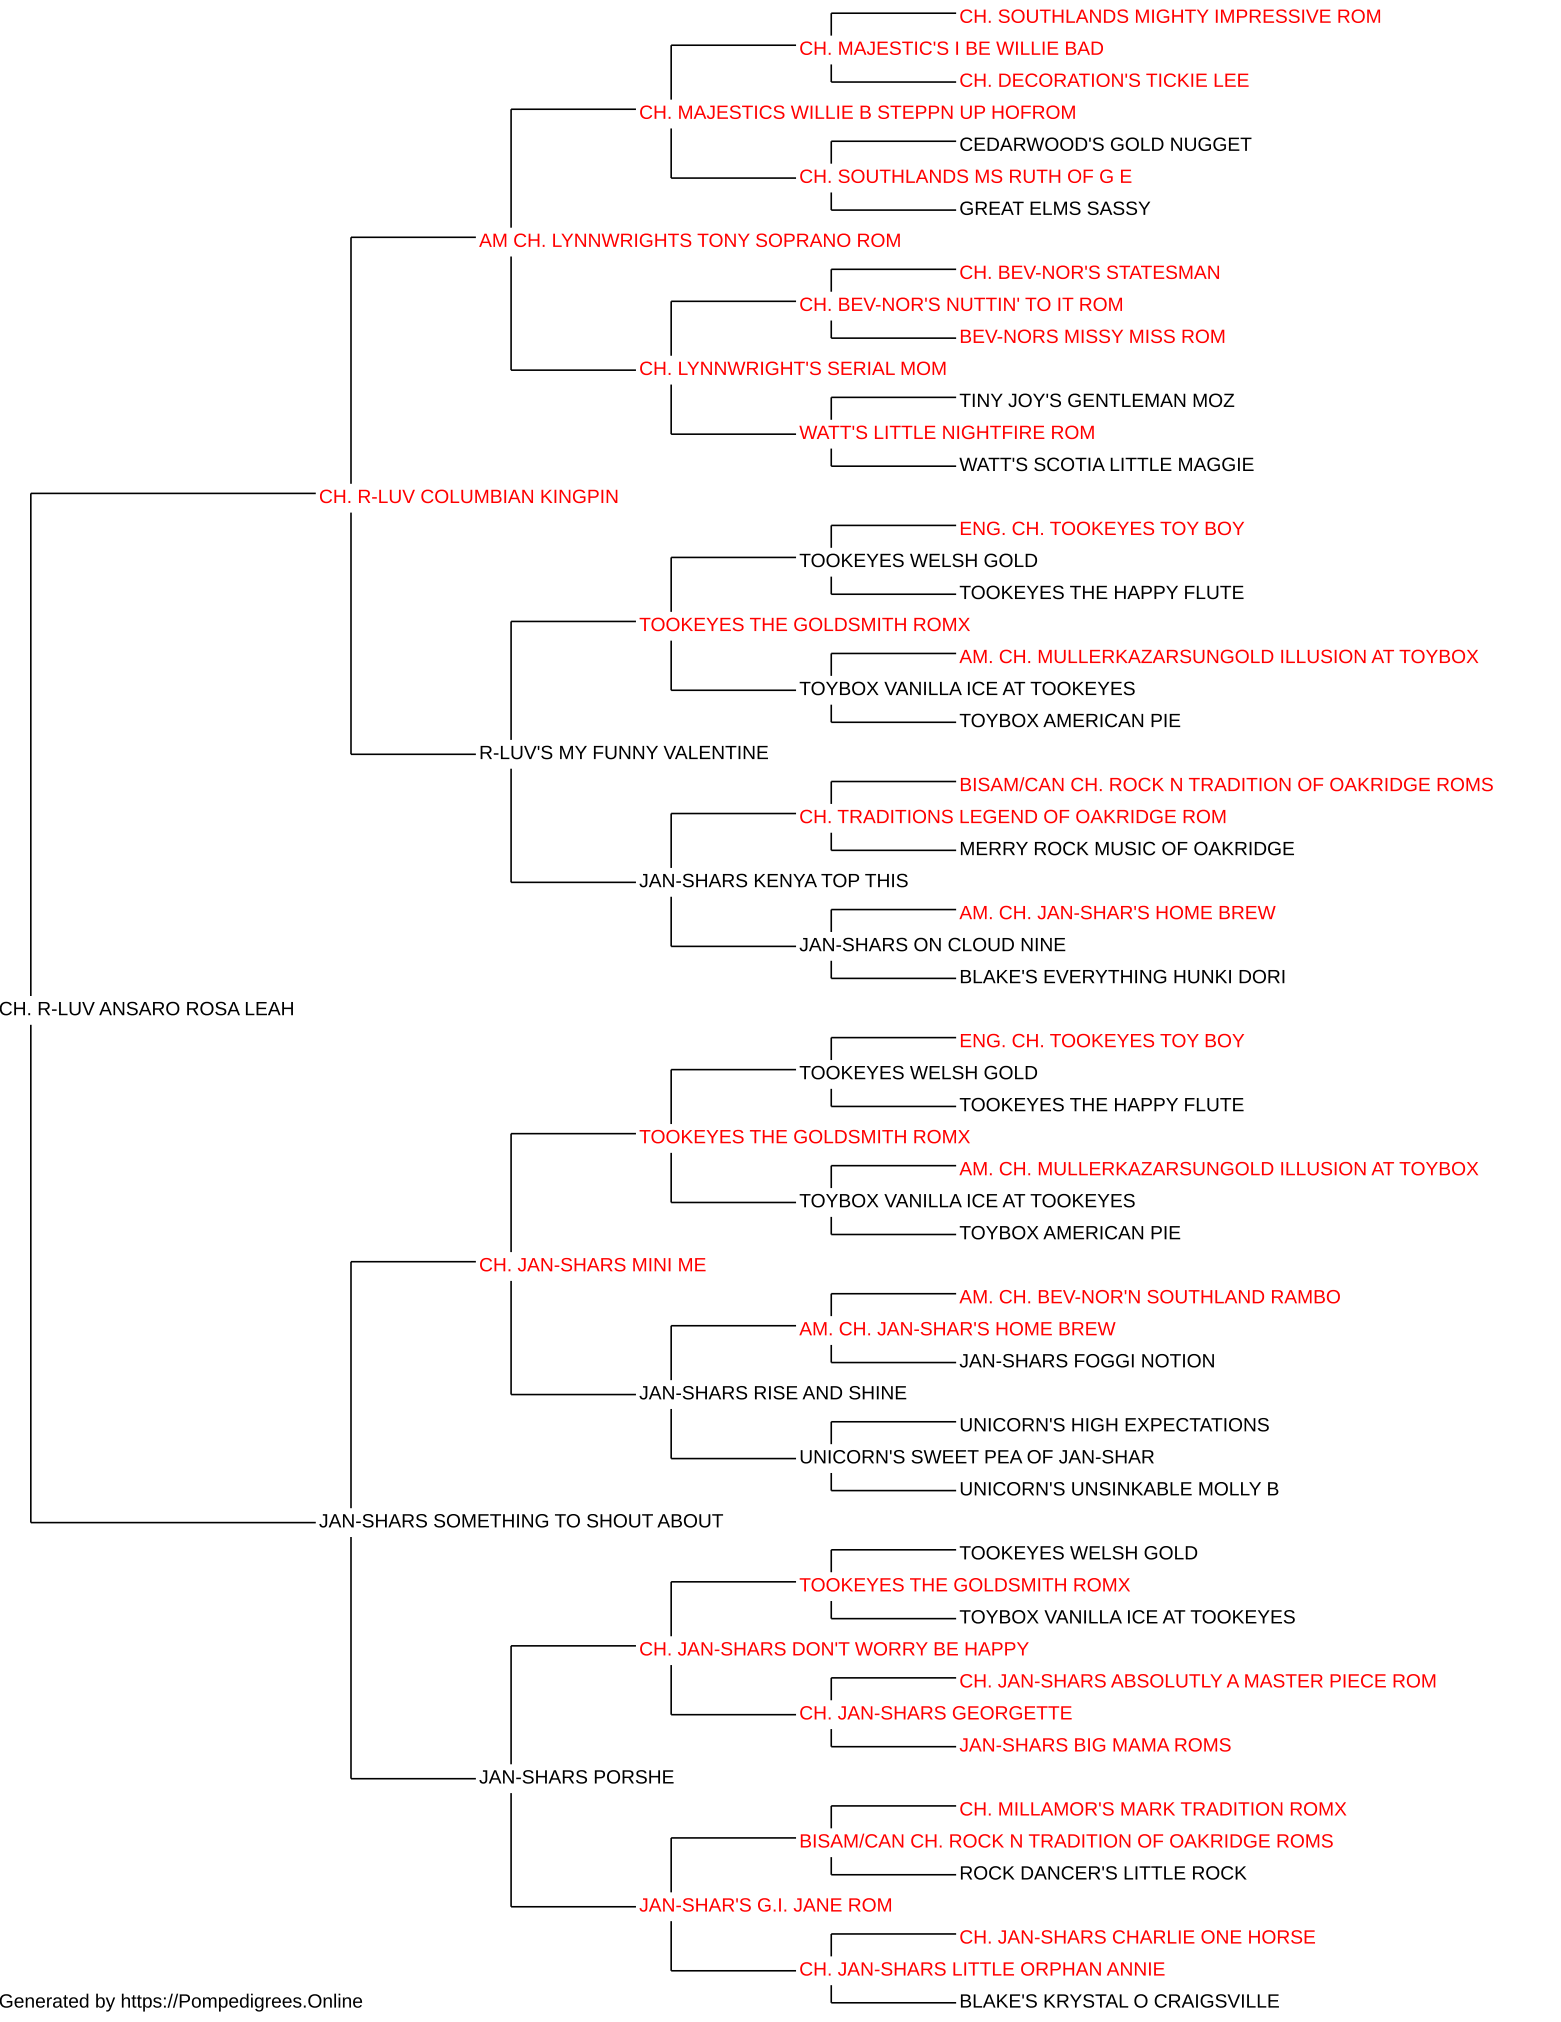 CH. SOUTHLANDS MIGHTY IMPRESSIVE ROM
CH. MAJESTIC'S I BE WILLIE BAD
CH. DECORATION'S TICKIE LEE
CH. MAJESTICS WILLIE B STEPPN UP HOFROM
CEDARWOOD'S GOLD NUGGET
CH. SOUTHLANDS MS RUTH OF G E
GREAT ELMS SASSY
AM CH. LYNNWRIGHTS TONY SOPRANO ROM
CH. BEV-NOR'S STATESMAN
CH. BEV-NOR'S NUTTIN' TO IT ROM
BEV-NORS MISSY MISS ROM
CH. LYNNWRIGHT'S SERIAL MOM
TINY JOY'S GENTLEMAN MOZ
WATT'S LITTLE NIGHTFIRE ROM
WATT'S SCOTIA LITTLE MAGGIE
CH. R-LUV COLUMBIAN KINGPIN
ENG. CH. TOOKEYES TOY BOY
TOOKEYES WELSH GOLD
TOOKEYES THE HAPPY FLUTE
TOOKEYES THE GOLDSMITH ROMX
AM. CH. MULLERKAZARSUNGOLD ILLUSION AT TOYBOX
TOYBOX VANILLA ICE AT TOOKEYES
TOYBOX AMERICAN PIE
R-LUV'S MY FUNNY VALENTINE
BISAM/CAN CH. ROCK N TRADITION OF OAKRIDGE ROMS
CH. TRADITIONS LEGEND OF OAKRIDGE ROM
MERRY ROCK MUSIC OF OAKRIDGE
JAN-SHARS KENYA TOP THIS
AM. CH. JAN-SHAR'S HOME BREW
JAN-SHARS ON CLOUD NINE
BLAKE'S EVERYTHING HUNKI DORI
CH. R-LUV ANSARO ROSA LEAH
ENG. CH. TOOKEYES TOY BOY
TOOKEYES WELSH GOLD
TOOKEYES THE HAPPY FLUTE
TOOKEYES THE GOLDSMITH ROMX
AM. CH. MULLERKAZARSUNGOLD ILLUSION AT TOYBOX
TOYBOX VANILLA ICE AT TOOKEYES
TOYBOX AMERICAN PIE
CH. JAN-SHARS MINI ME
AM. CH. BEV-NOR'N SOUTHLAND RAMBO
AM. CH. JAN-SHAR'S HOME BREW
JAN-SHARS FOGGI NOTION
JAN-SHARS RISE AND SHINE
UNICORN'S HIGH EXPECTATIONS
UNICORN'S SWEET PEA OF JAN-SHAR
UNICORN'S UNSINKABLE MOLLY B
JAN-SHARS SOMETHING TO SHOUT ABOUT
TOOKEYES WELSH GOLD
TOOKEYES THE GOLDSMITH ROMX
TOYBOX VANILLA ICE AT TOOKEYES
CH. JAN-SHARS DON'T WORRY BE HAPPY
CH. JAN-SHARS ABSOLUTLY A MASTER PIECE ROM
CH. JAN-SHARS GEORGETTE
JAN-SHARS BIG MAMA ROMS
JAN-SHARS PORSHE
CH. MILLAMOR'S MARK TRADITION ROMX
BISAM/CAN CH. ROCK N TRADITION OF OAKRIDGE ROMS
ROCK DANCER'S LITTLE ROCK
JAN-SHAR'S G.I. JANE ROM
CH. JAN-SHARS CHARLIE ONE HORSE
CH. JAN-SHARS LITTLE ORPHAN ANNIE
BLAKE'S KRYSTAL O CRAIGSVILLE
Generated by https://Pompedigrees.Online